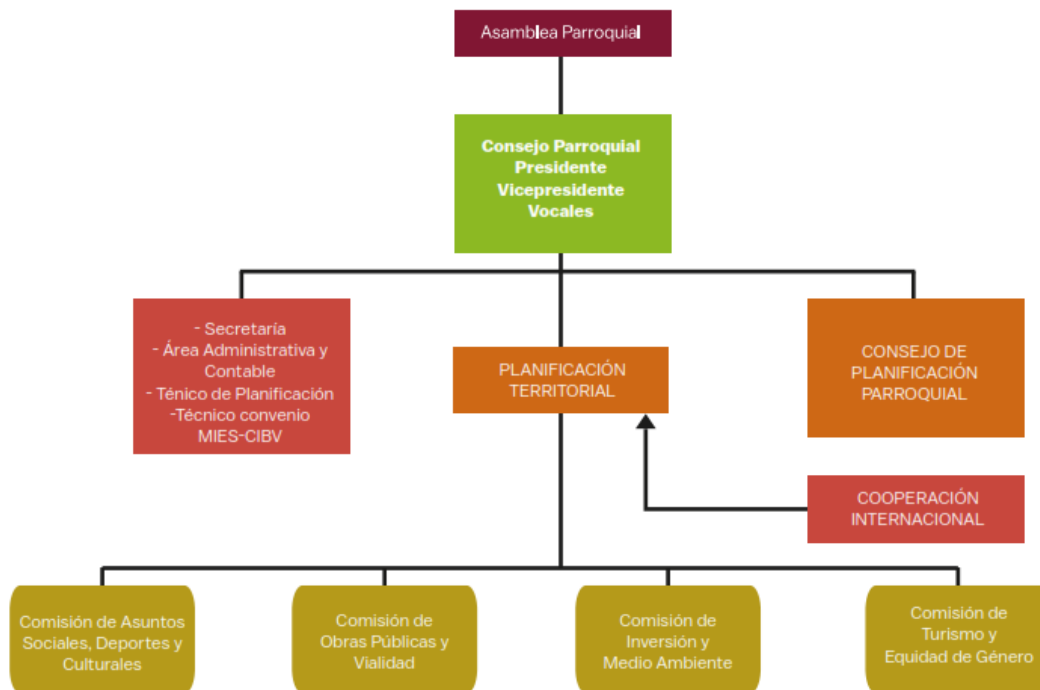 Asamblea Parroquial
Consejo Parroquial
Presidente
Vicepresidente
Vocales
- Secretaría
- Área Administrativa y
Contable
- Ténico de Planificación
-Técnico convenio
MIES-CIBV
PLANIFICACIÓN
TERRITORIAL
CONSEJO DE
PLANIFICACIÓN
PARROQUIAL
COOPERACIÓN
INTERNACIONAL
Comisión de Asuntos
Sociales, Deportes y
Culturales
Comisión de
Obras Públicas y
Vialidad
Comisión de
Inversión y
Medio Ambiente
Comisión de
Turismo y
Equidad de Género